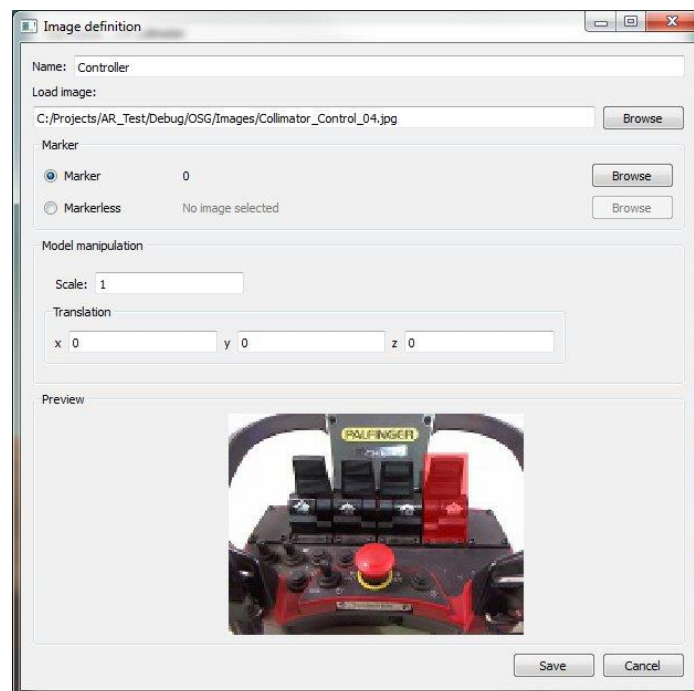 Image definition
Name: Controller
Load image:
C:/Projects/AR_Test/Debug/OSG/Images/Collimator_Control_04.jpg Browse
Marker
Marker 0 Browse
Markerless No image selected Browse
Model manipulation
Scale: 1
Translation
x 0 y 0 z 0
Preview
PALFINGER
Save Cancel